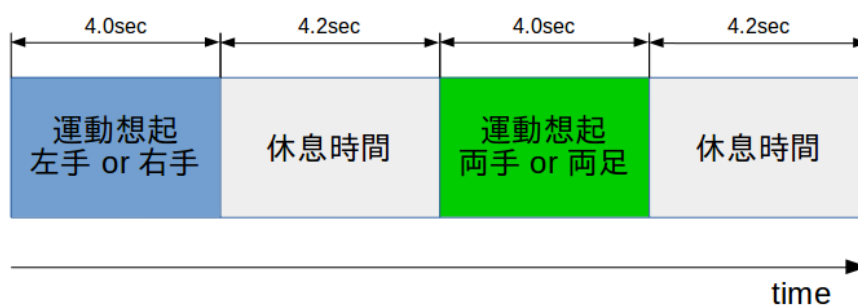 4.0sec
4.2sec
4.0sec
4.2sec
運動想起
左手 or 右手
休息時間
運動想起
両手 or 両足
休息時間
time